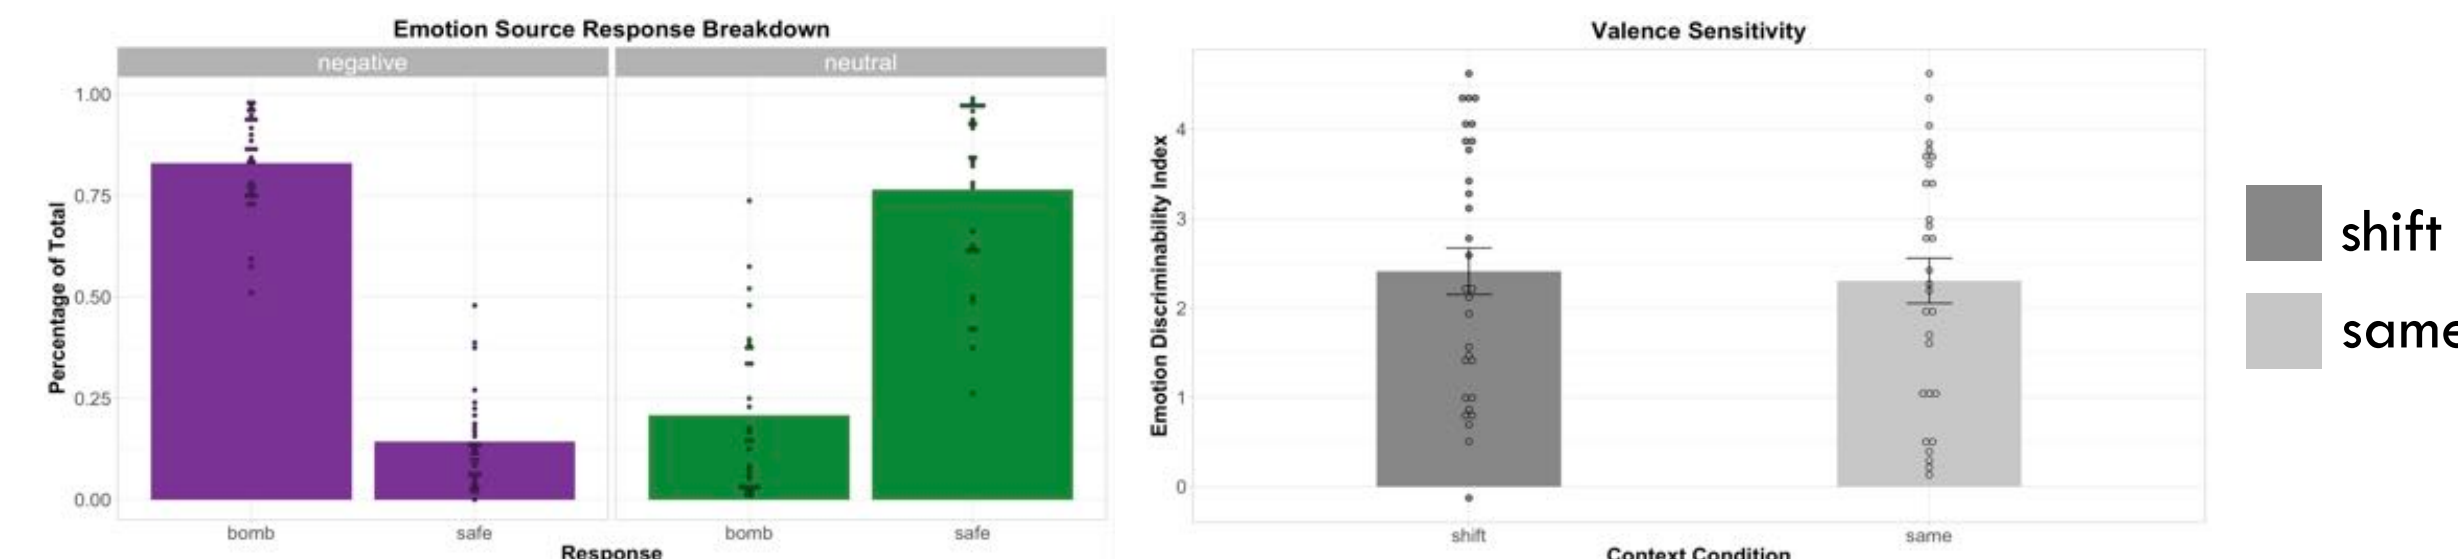 Emotion Source Response Breakdown
negative
neutral
Percentage of Total
1.00
0.75
0.50
0.25
0.00
bomb
safe
bomb
safe
Response
Valence Sensitivity
Emotion Discriminability Index
4
3
2
1
0
shift
same
Context Condition
shift
same